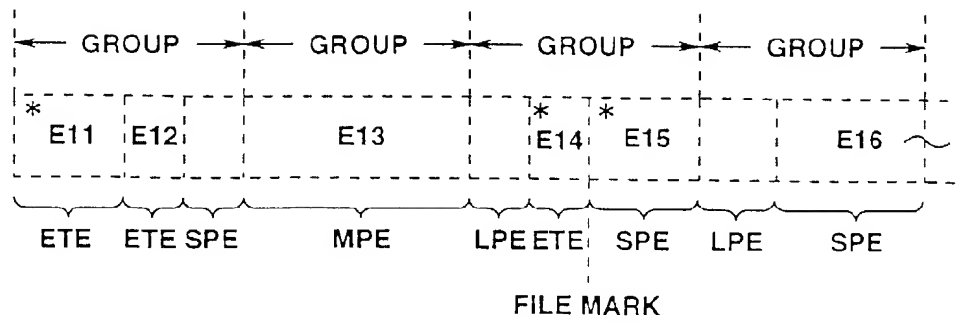 GROUP GROUP GROUP GROUP
* E11 E12 E13 * E14 * E15 E16
ETE ETE SPE MPE LPE ETE SPE LPE SPE
FILE MARK